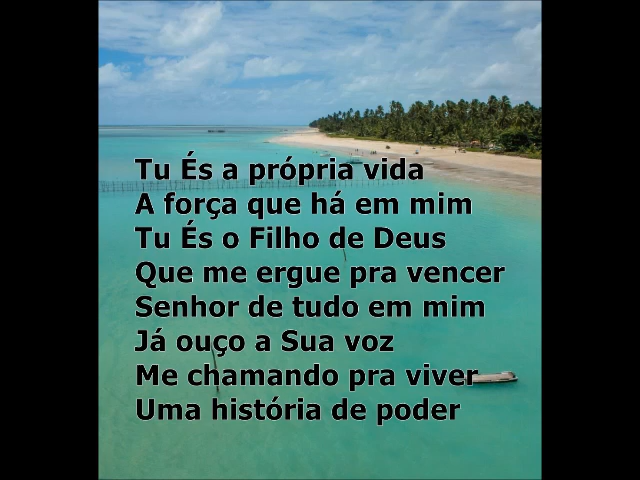 Tu És a própria vida
A força que há em mim
Tu És o Filho de Deus
Que me ergue pra vencer
Senhor de tudo em mim
Já ouço a Sua voz
Me chamando pra viver
Uma história de poder